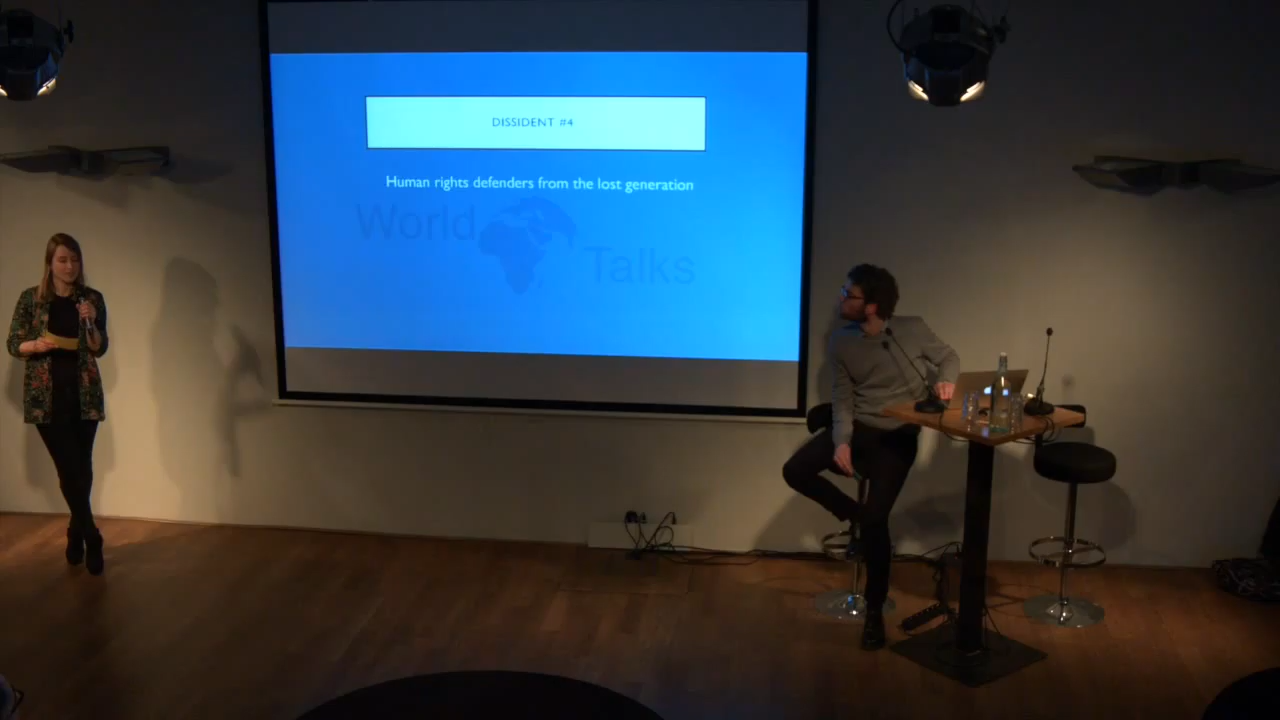 DISSIDENT #4
Human rights defenders from the lost generation
World
Talks